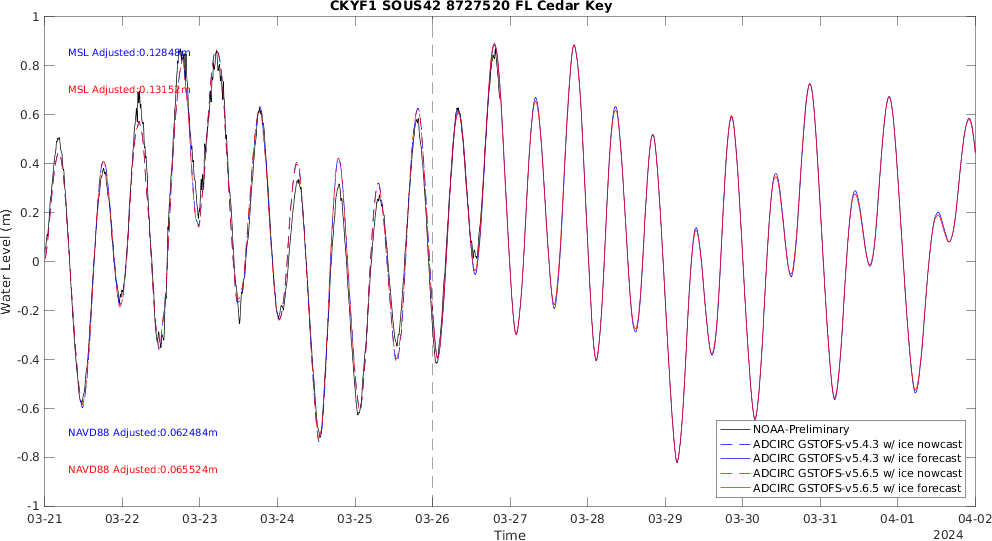 CKYF1 SOUS42 8727520 FL Cedar Key
MSL Adjusted:0.12848m
MSL Adjusted:0.13152m
NAVD88 Adjusted:0.062484m
NAVD88 Adjusted:0.065524m
Water Level (m)
1
0.8
0.6
0.4
0.2
0
-0.2
-0.4
-0.6
-0.8
-1
NOAA-Preliminary
ADCIRC GSTOFS-v5.4.3 w/ ice nowcast
ADCIRC GSTOFS-v5.4.3 w/ ice forecast
ADCIRC GSTOFS-v5.6.5 w/ ice nowcast
ADCIRC GSTOFS-v5.6.5 w/ ice forecast
03-21 03-22 03-23 03-24 03-25 03-26 03-27 03-28 03-29 03-30 03-31 04-01 04-02
Time
2024